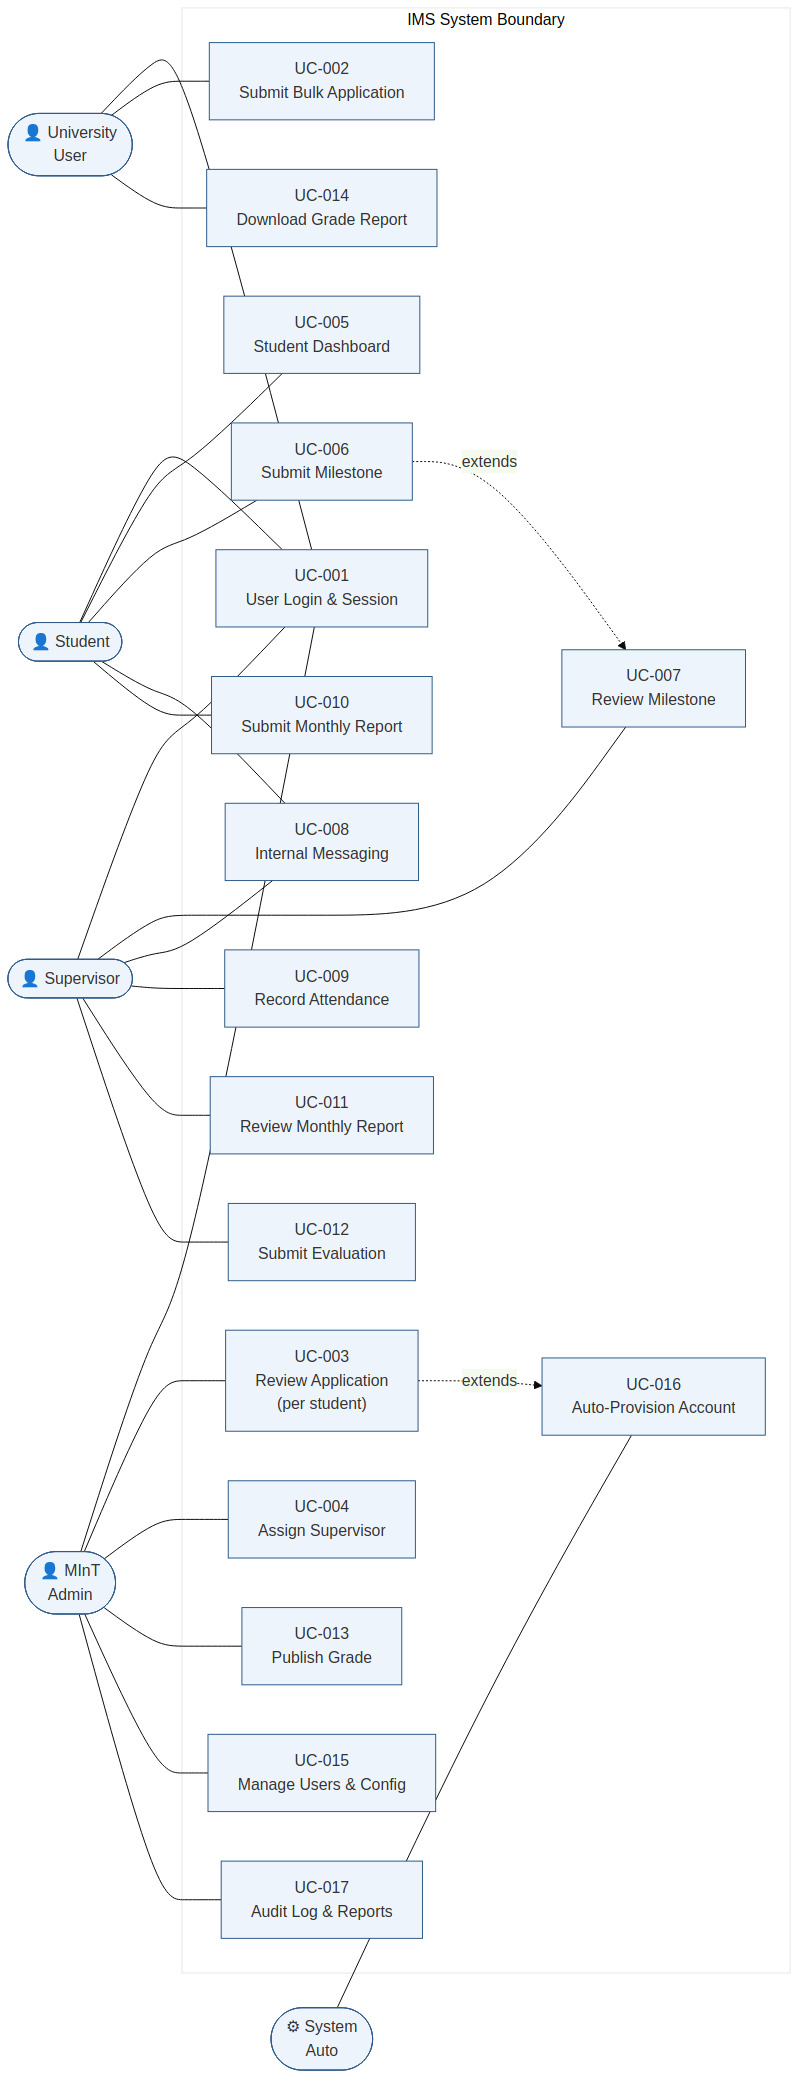 IMS System Boundary
UC-002
Submit Bulk Application
👤 University
User
UC-014
Download Grade Report
UC-005
Student Dashboard
UC-006
Submit Milestone
extends
UC-001
User Login & Session
👤 Student
UC-007
Review Milestone
UC-010
Submit Monthly Report
UC-008
Internal Messaging
👤 Supervisor
UC-009
Record Attendance
UC-011
Review Monthly Report
UC-012
Submit Evaluation
UC-003
Review Application
(per student)
extends
UC-016
Auto-Provision Account
UC-004
Assign Supervisor
👤 MInT
Admin
UC-013
Publish Grade
UC-015
Manage Users & Config
UC-017
Audit Log & Reports
⚙ System
Auto